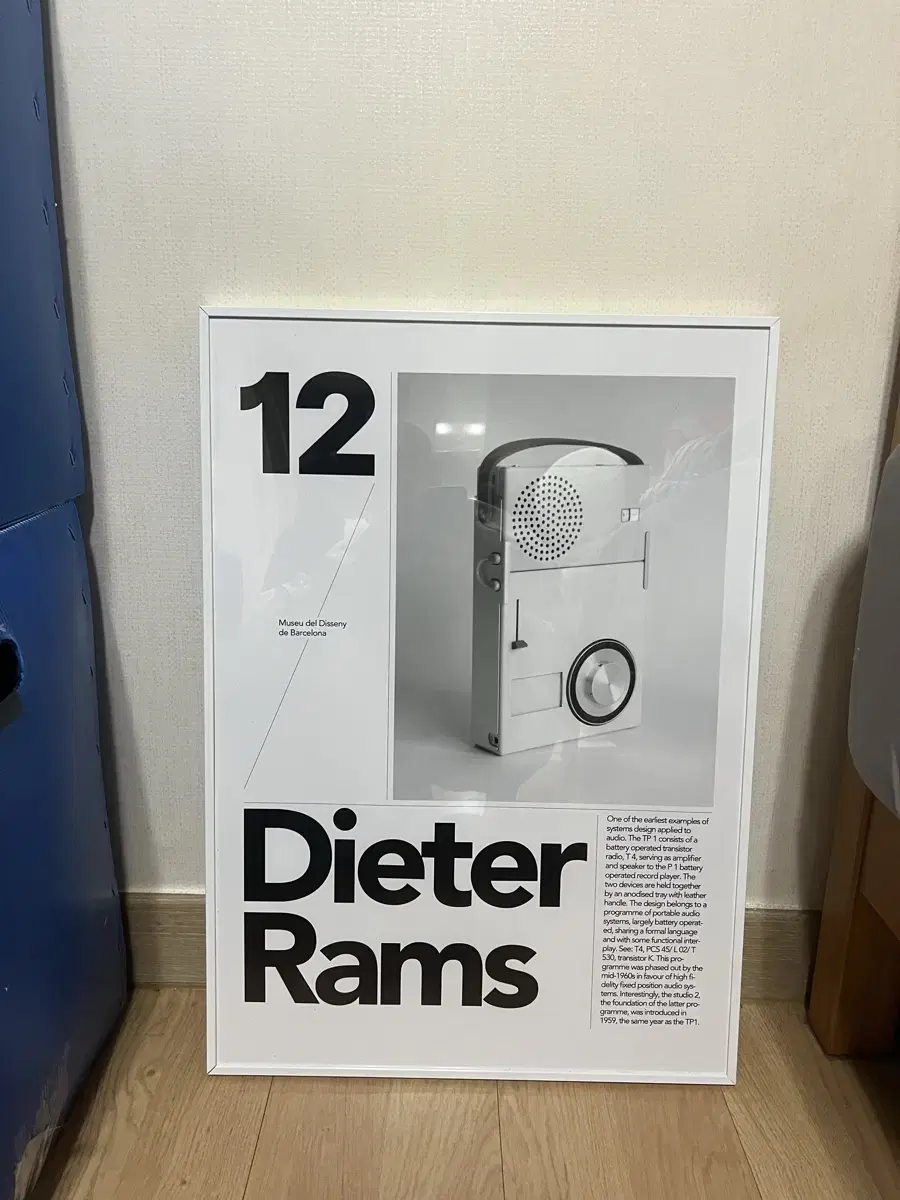 12
Museu del Disseny
de Barcelona
Dieter
Rams
One of the earliest examples of
systems design applied to
audio. The TP 1 consists of a
battery operated transistor
radio, T 4, serving as amplifier
and speaker to the P 1 battery
operated record player. The
two devices are held together
by an anodised tray with leather
handle. The design belongs to a
programme of portable audio
systems, largely battery operat-
ed, sharing a formal language
and with some functional inter-
play. See: T4, PCS 45/ L 02/ T
530, transistor K. This pro-
gramme was phased out by the
mid-1960s in favour of high fi-
delity fixed position audio sys-
tems. Interestingly, the studio 2,
the foundation of the latter pro-
gramme, was introduced in
1959, the same year as the TP1.